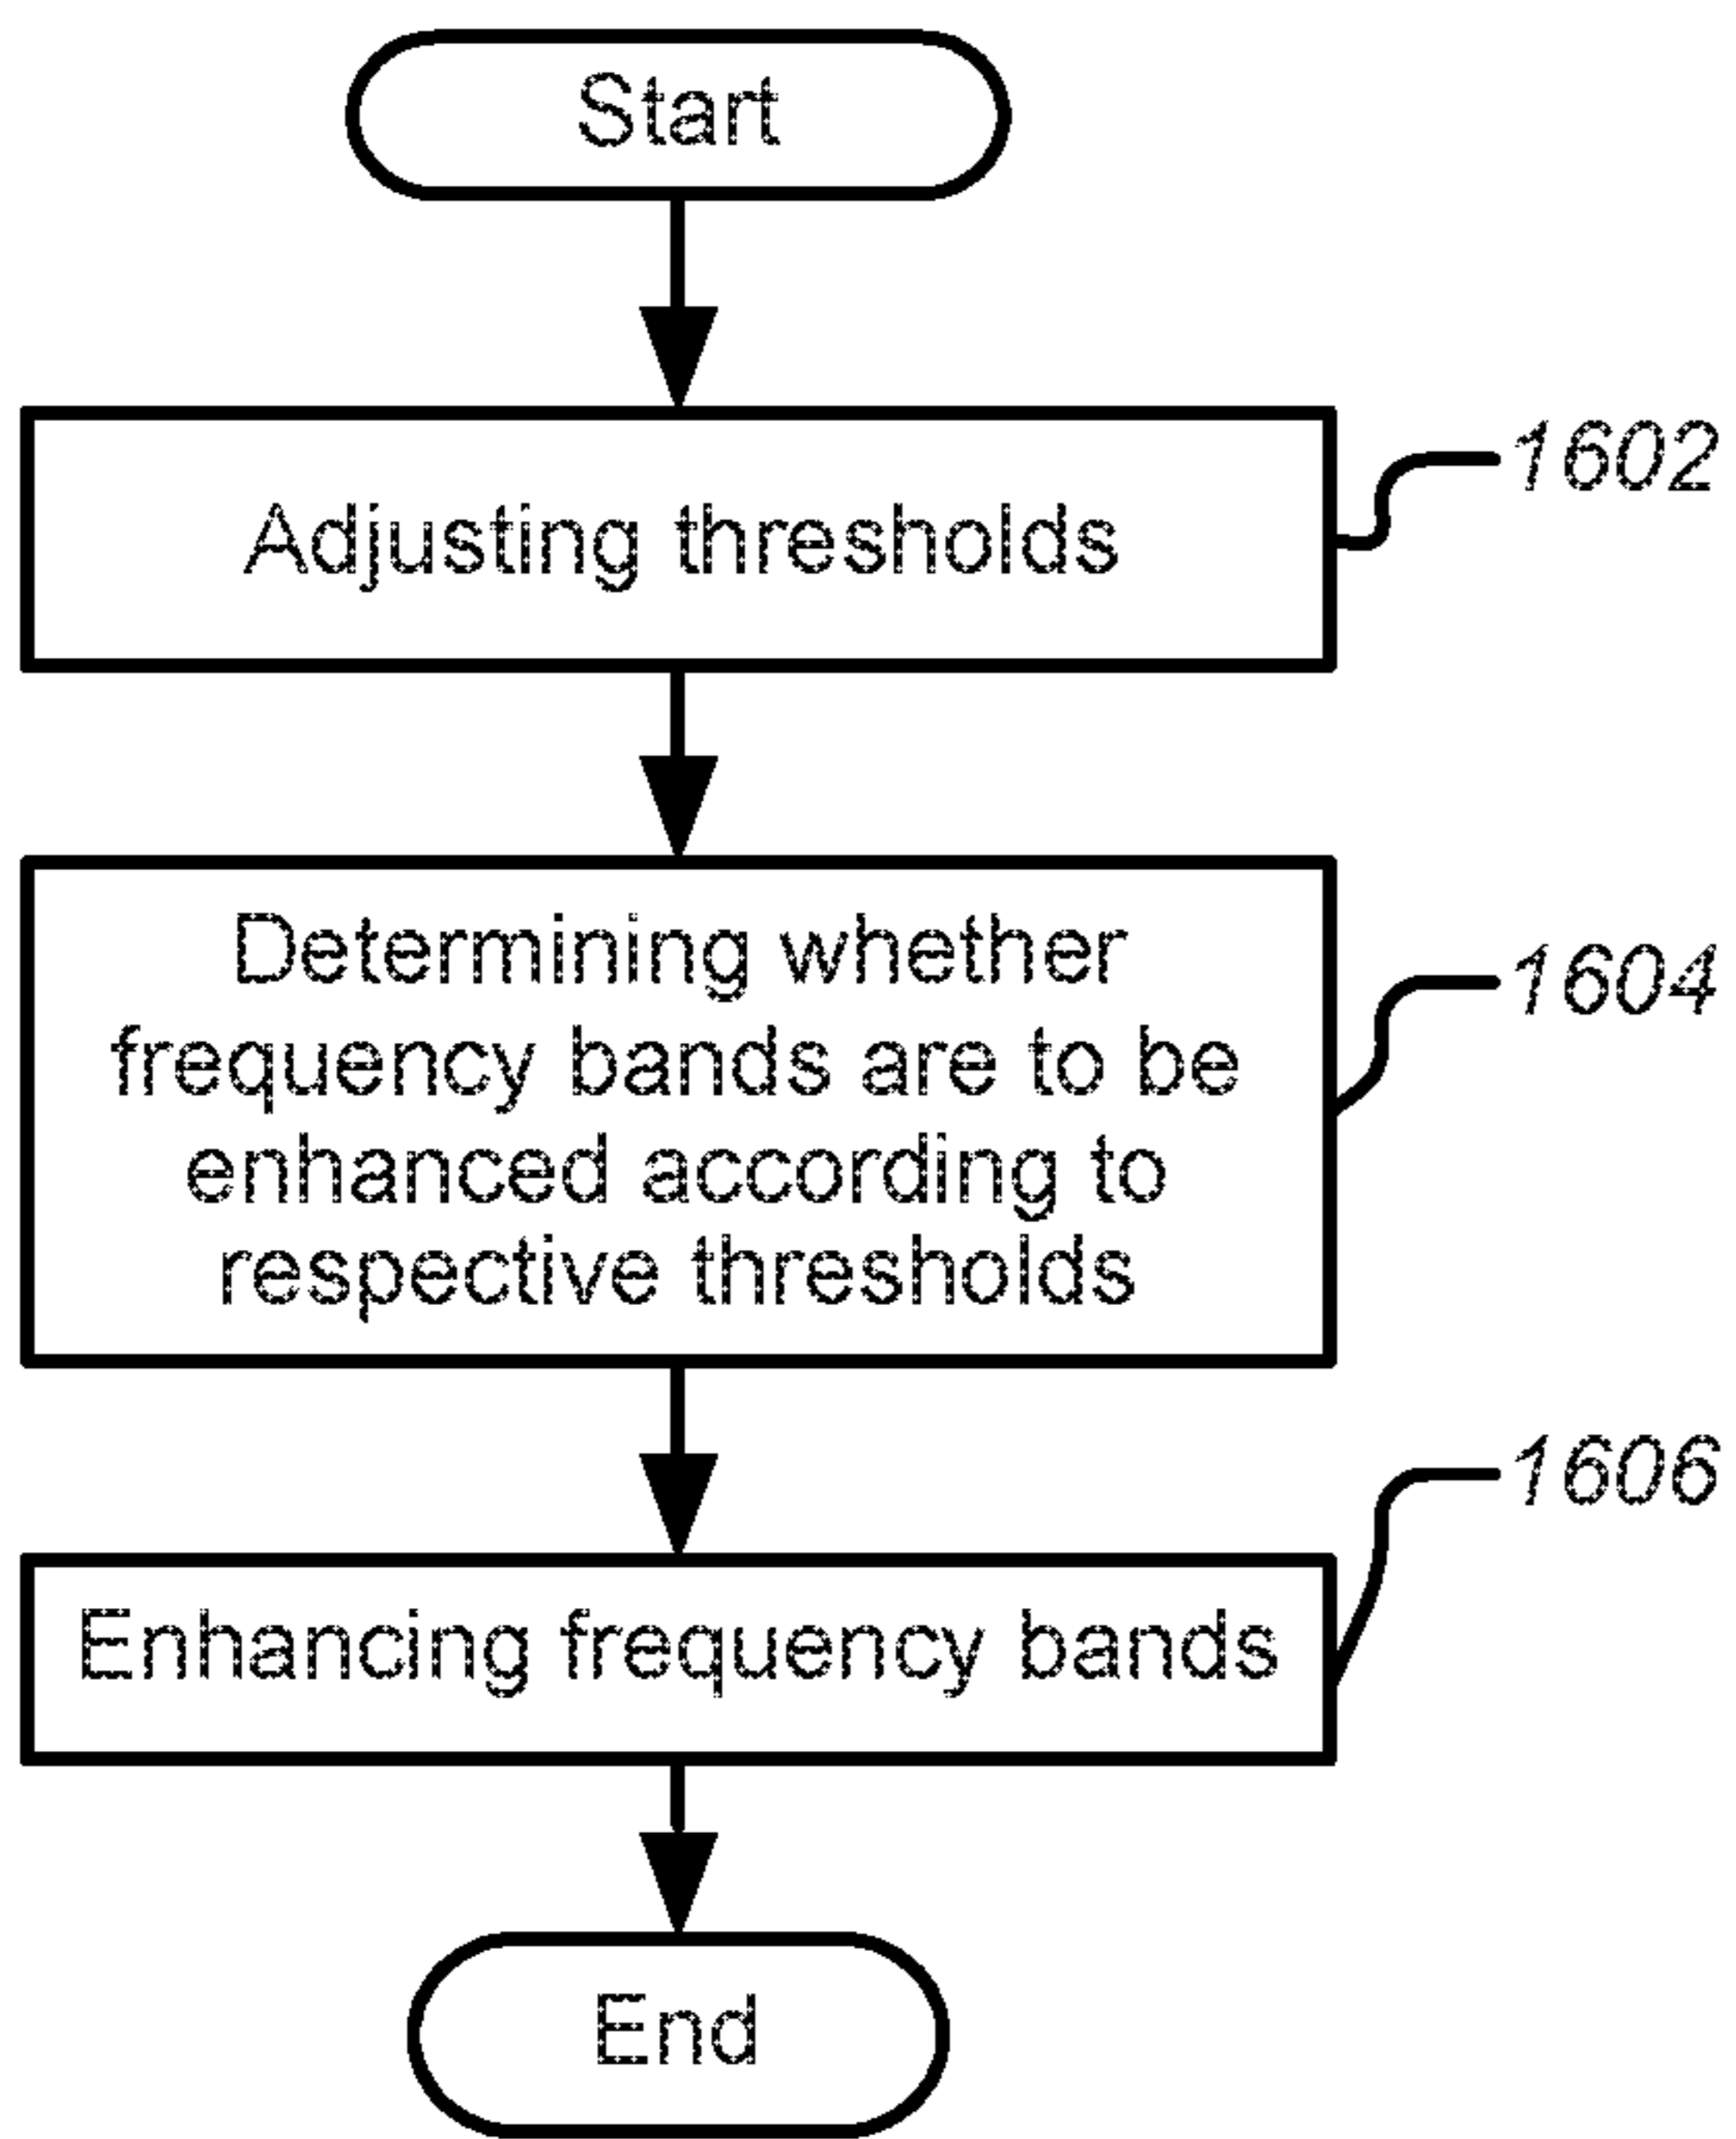 Start
Adjusting thresholds
1602
Determining whether
frequency bands are to be
enhanced according to
respective thresholds
1604
Enhancing frequency bands
1606
End